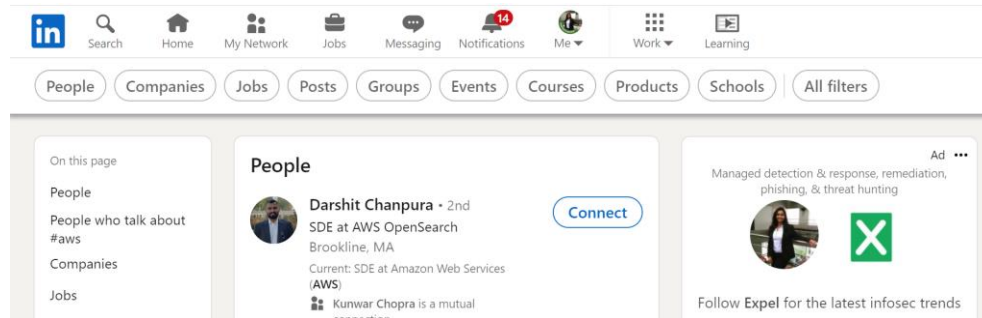 in
Search
Home
My Network
Jobs
Messaging
14
Notifications
Me
Work
Learning
People
Companies
Jobs
Posts
Groups
Events
Courses
Products
Schools
All filters
On this page
People
People who talk about
#aws
Companies
Jobs
People
Darshit Chanpura • 2nd
SDE at AWS OpenSearch
Brookline, MA
Current: SDE at Amazon Web Services
(AWS)
Kunwar Chopra is a mutual
Connect
Ad •••
Managed detection & response, remediation,
phishing, & threat hunting
X
Follow Expel for the latest infosec trends